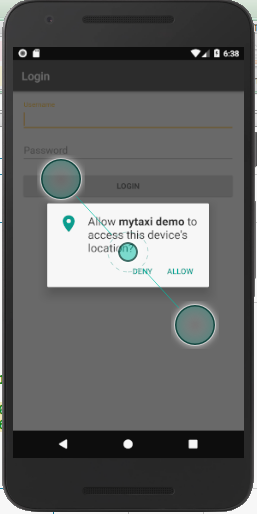 6:38
Login
Username
Password
LOGIN
Allow mytaxi demo to
access this device's
location?
DENY ALLOW